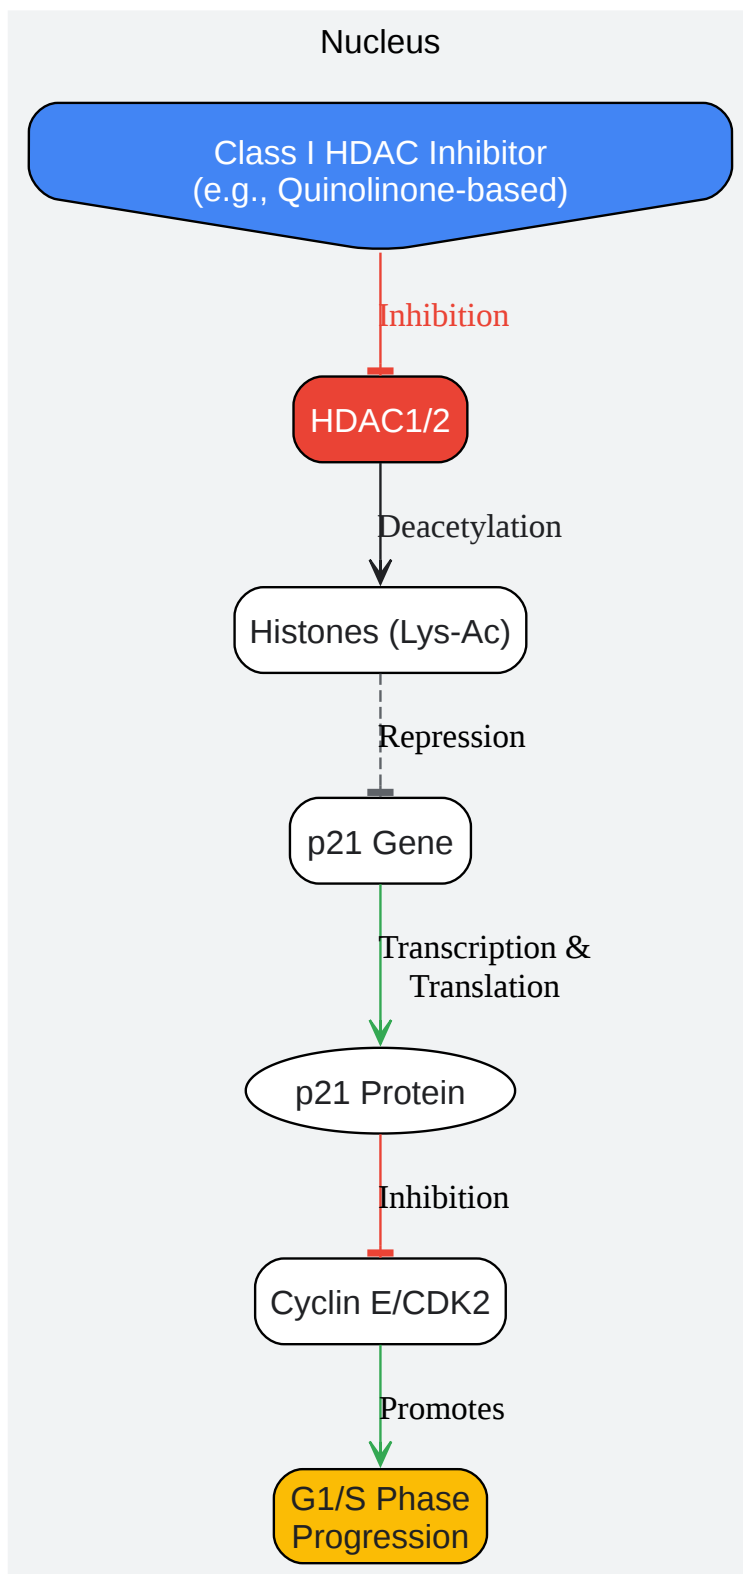 Nucleus
Class I HDAC Inhibitor
(e.g., Quinolinone-based)
Inhibition
HDAC1/2
Deacetylation
Histones (Lys-Ac)
Repression
p21 Gene
Transcription &
Translation
p21 Protein
Inhibition
Cyclin E/CDK2
Promotes
G1/S Phase
Progression